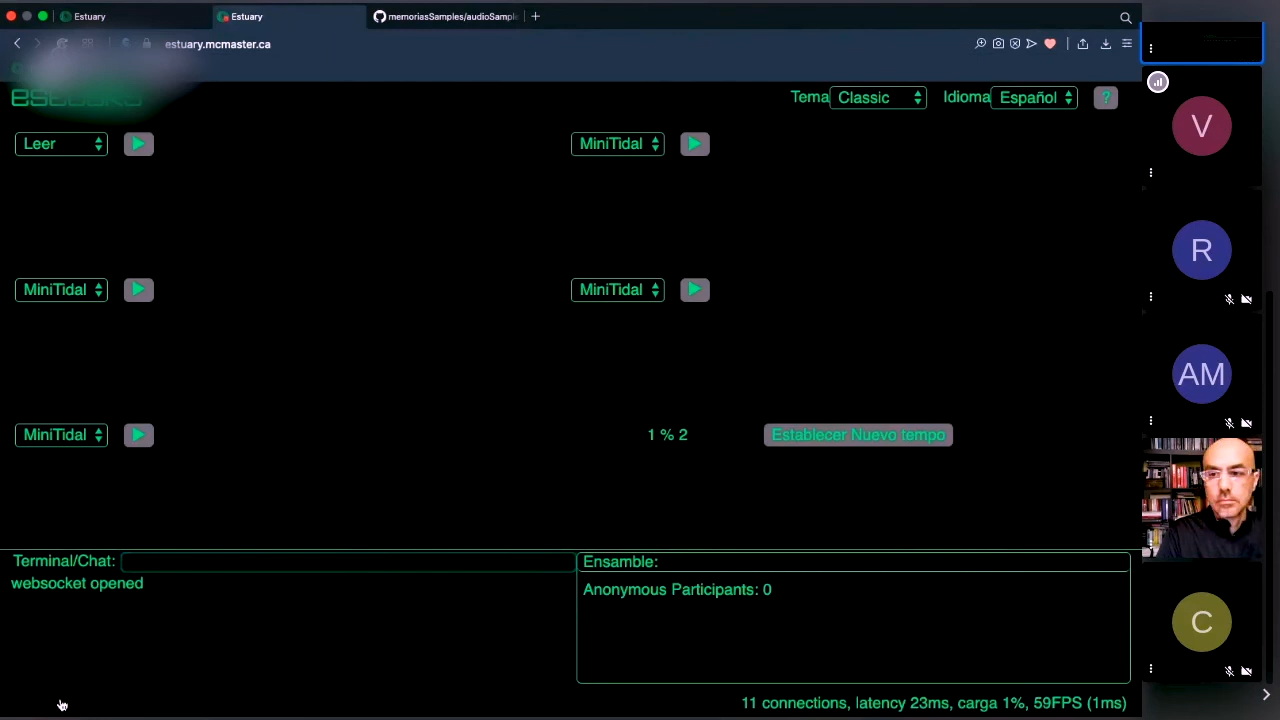 Estuary
Estuary
memoriasSamples/audioSampl
estuary.mcmaster.ca
Tema Classic Idioma Español ?
Leer MiniTidal
V
R
MiniTidal MiniTidal
AM
MiniTidal 1 % 2 Establecer Nuevo tempo
Terminal/Chat: Ensamble:
websocket opened Anonymous Participants: 0
C
11 connections, latency 23ms, carga 1%, 59FPS (1ms)